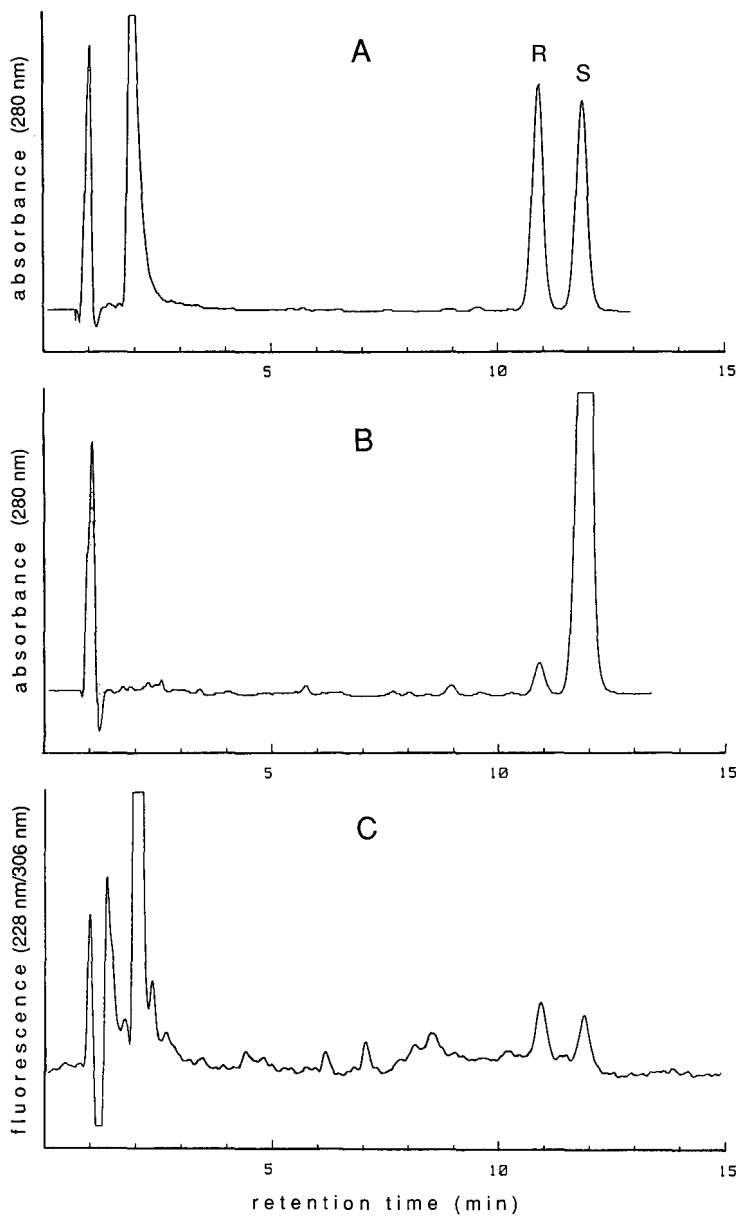 A
R
S
absorbance (280 nm)
5
10
15
B
absorbance (280 nm)
5
10
15
C
fluorescence (228 nm/306 nm)
5
10
15
retention time (min)